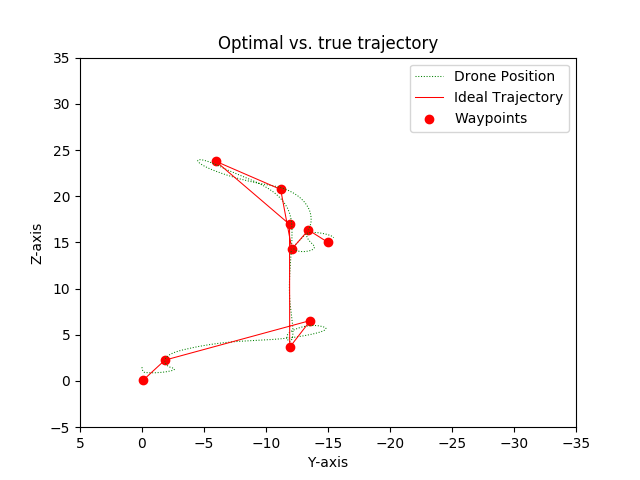 Optimal vs. true trajectory
Drone Position
Ideal Trajectory
Waypoints
Z-axis
35
30
25
20
15
10
5
0
−5
5 0 −5 −10 −15 −20 −25 −30 −35
Y-axis